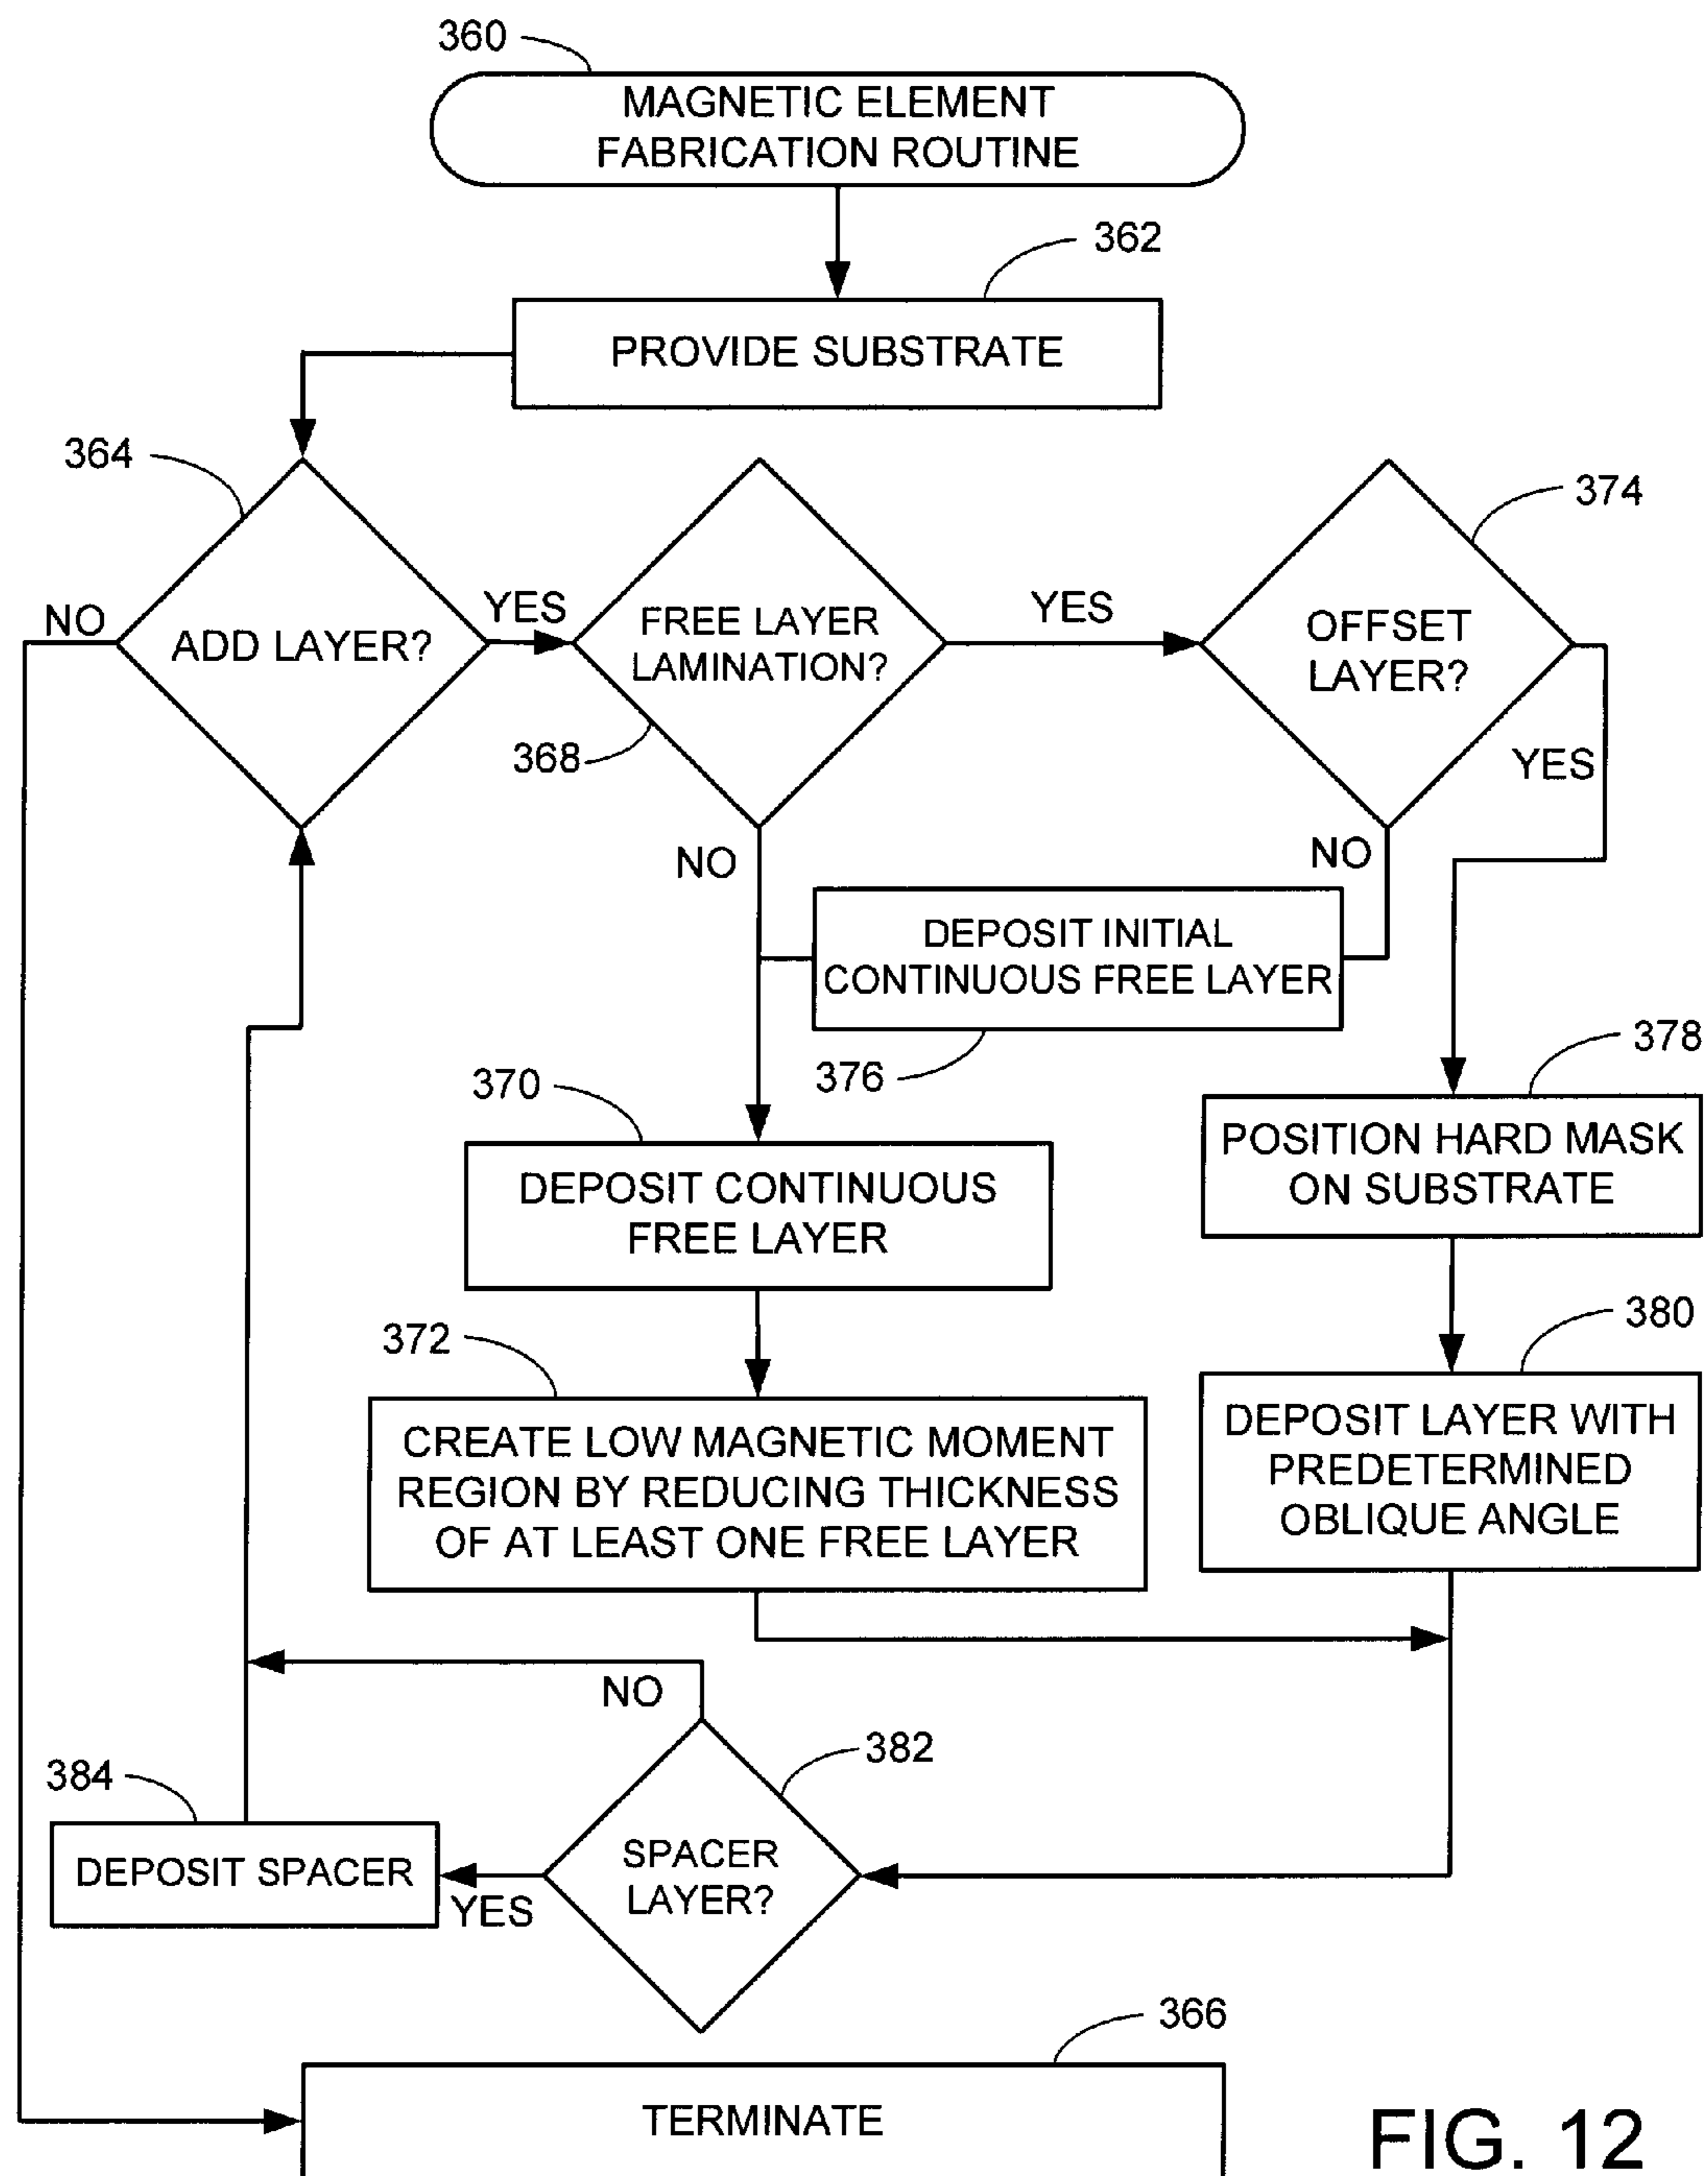 360
MAGNETIC ELEMENT
FABRICATION ROUTINE
362
PROVIDE SUBSTRATE
364
374
NO
ADD LAYER?
YES
FREE LAYER
LAMINATION?
YES
OFFSET
LAYER?
368
YES
NO
NO
DEPOSIT INITIAL
CONTINUOUS FREE LAYER
376
378
370
POSITION HARD MASK
ON SUBSTRATE
DEPOSIT CONTINUOUS
FREE LAYER
380
372
DEPOSIT LAYER WITH
PREDETERMINED
OBLIQUE ANGLE
CREATE LOW MAGNETIC MOMENT
REGION BY REDUCING THICKNESS
OF AT LEAST ONE FREE LAYER
NO
382
384
SPACER
LAYER?
DEPOSIT SPACER
YES
366
TERMINATE
FIG. 12